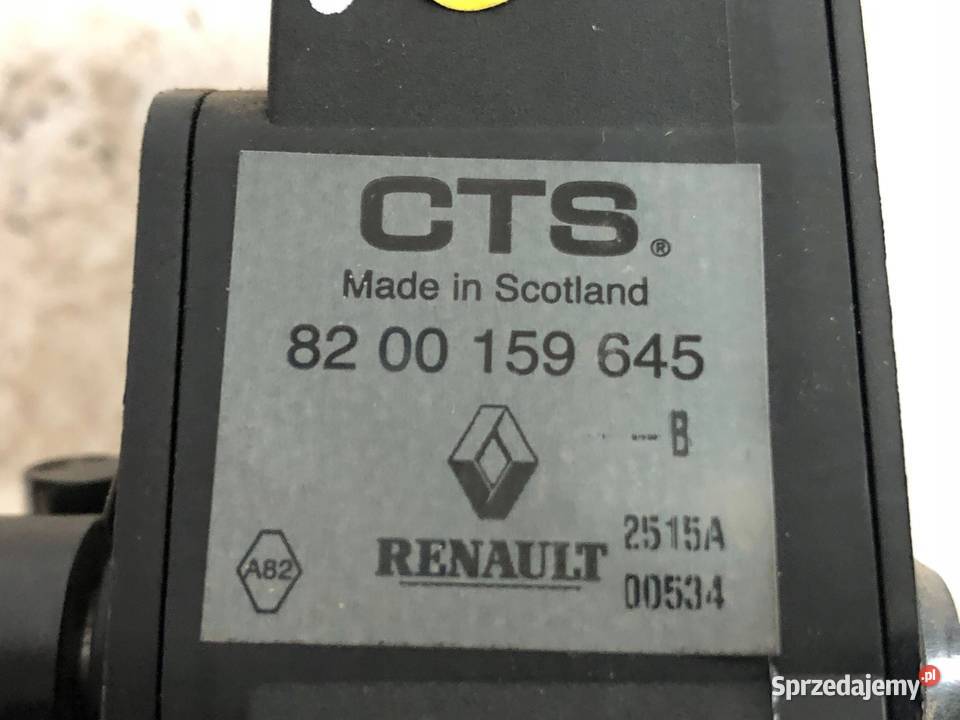 CTS®
Made in Scotland
82 00 159 645
- B
RENAULT
2515A
00534
A82
Sprzedajemy.pl